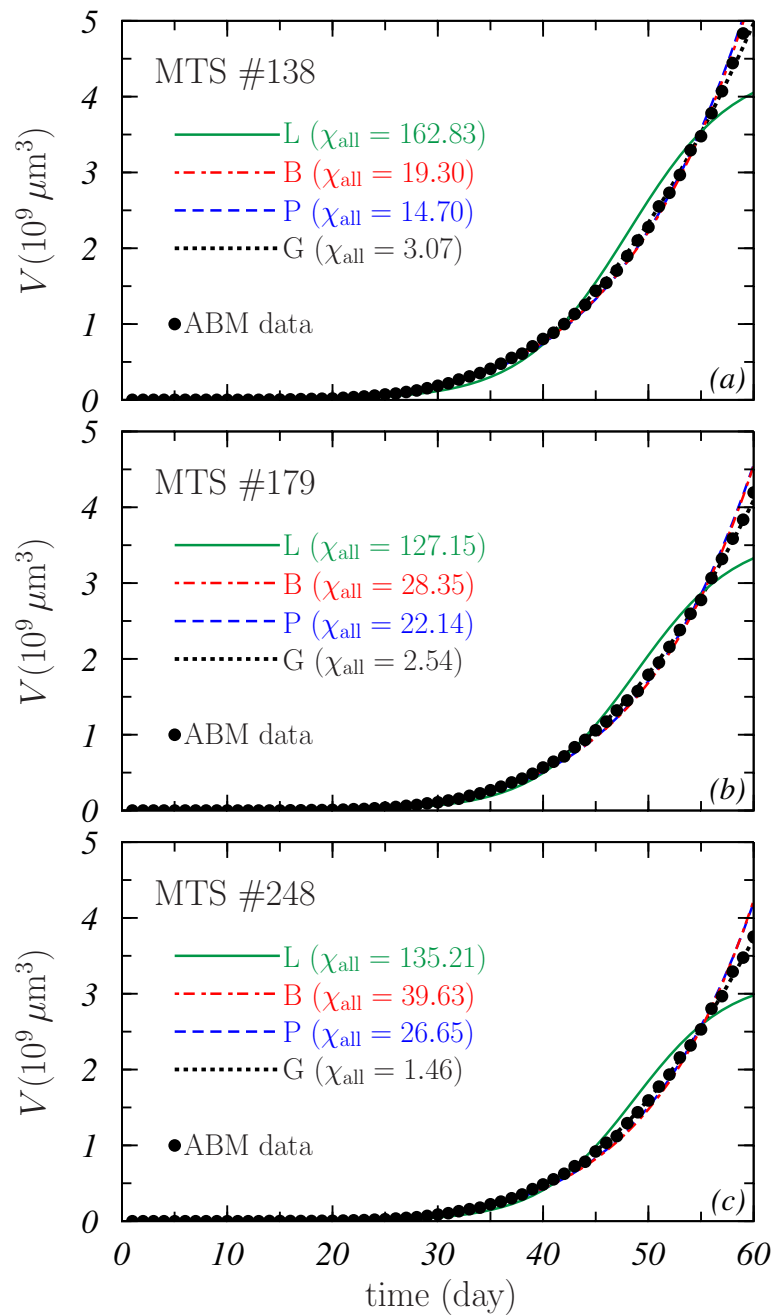 5
MTS #138
4
L (χall = 162.83)
B (χall = 19.30)
3
P (χall = 14.70)
G (χall = 3.07)
2
V(10⁹ μm³)
ABM data
1
(a)
0
5
MTS #179
4
L (χall = 127.15)
B (χall = 28.35)
3
P (χall = 22.14)
G (χall = 2.54)
2
V(10⁹ μm³)
ABM data
1
(b)
0
5
MTS #248
4
L (χall = 135.21)
B (χall = 39.63)
3
P (χall = 26.65)
G (χall = 1.46)
2
V(10⁹ μm³)
ABM data
1
(c)
0
0 10 20 30 40 50 60
time (day)